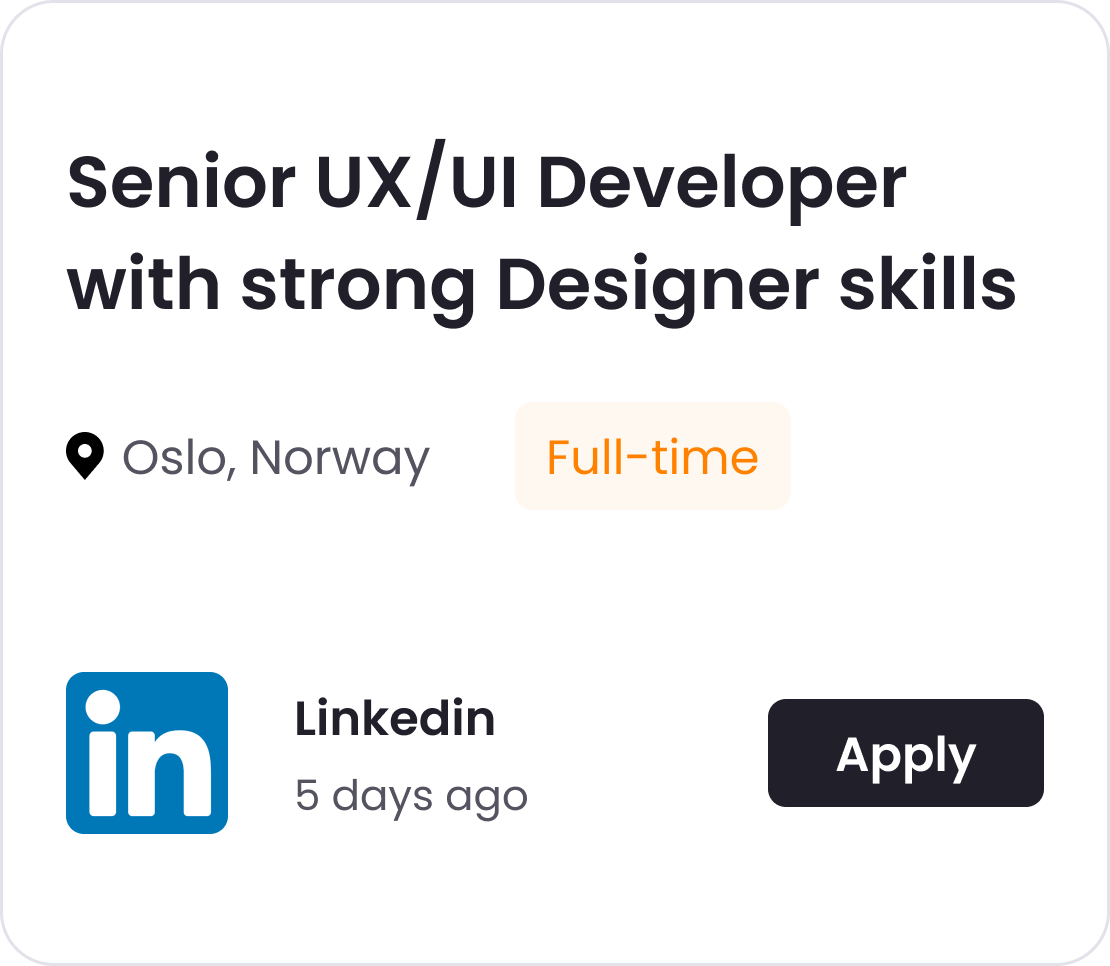 Senior UX/UI Developer
with strong Designer skills
Oslo, Norway
Full-time
in
Linkedin
5 days ago
Apply